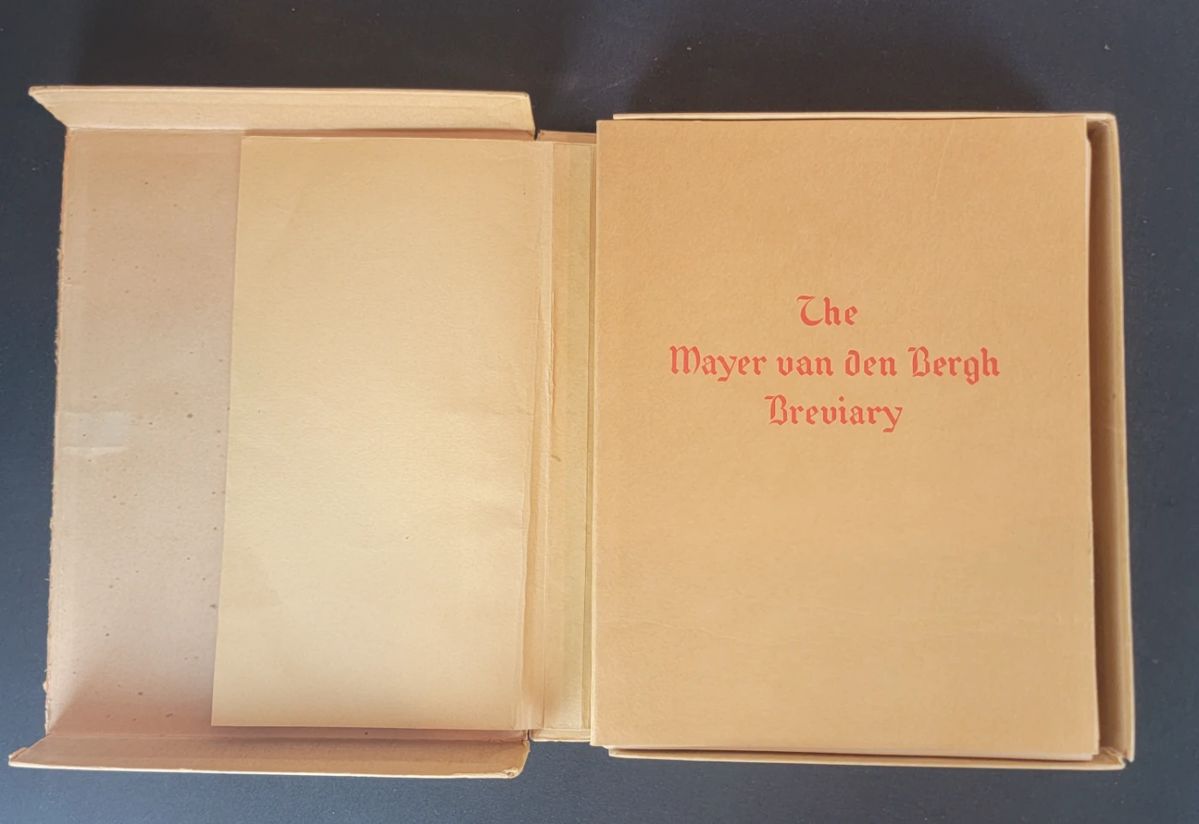 The
Mayer van den Bergh
Breviary